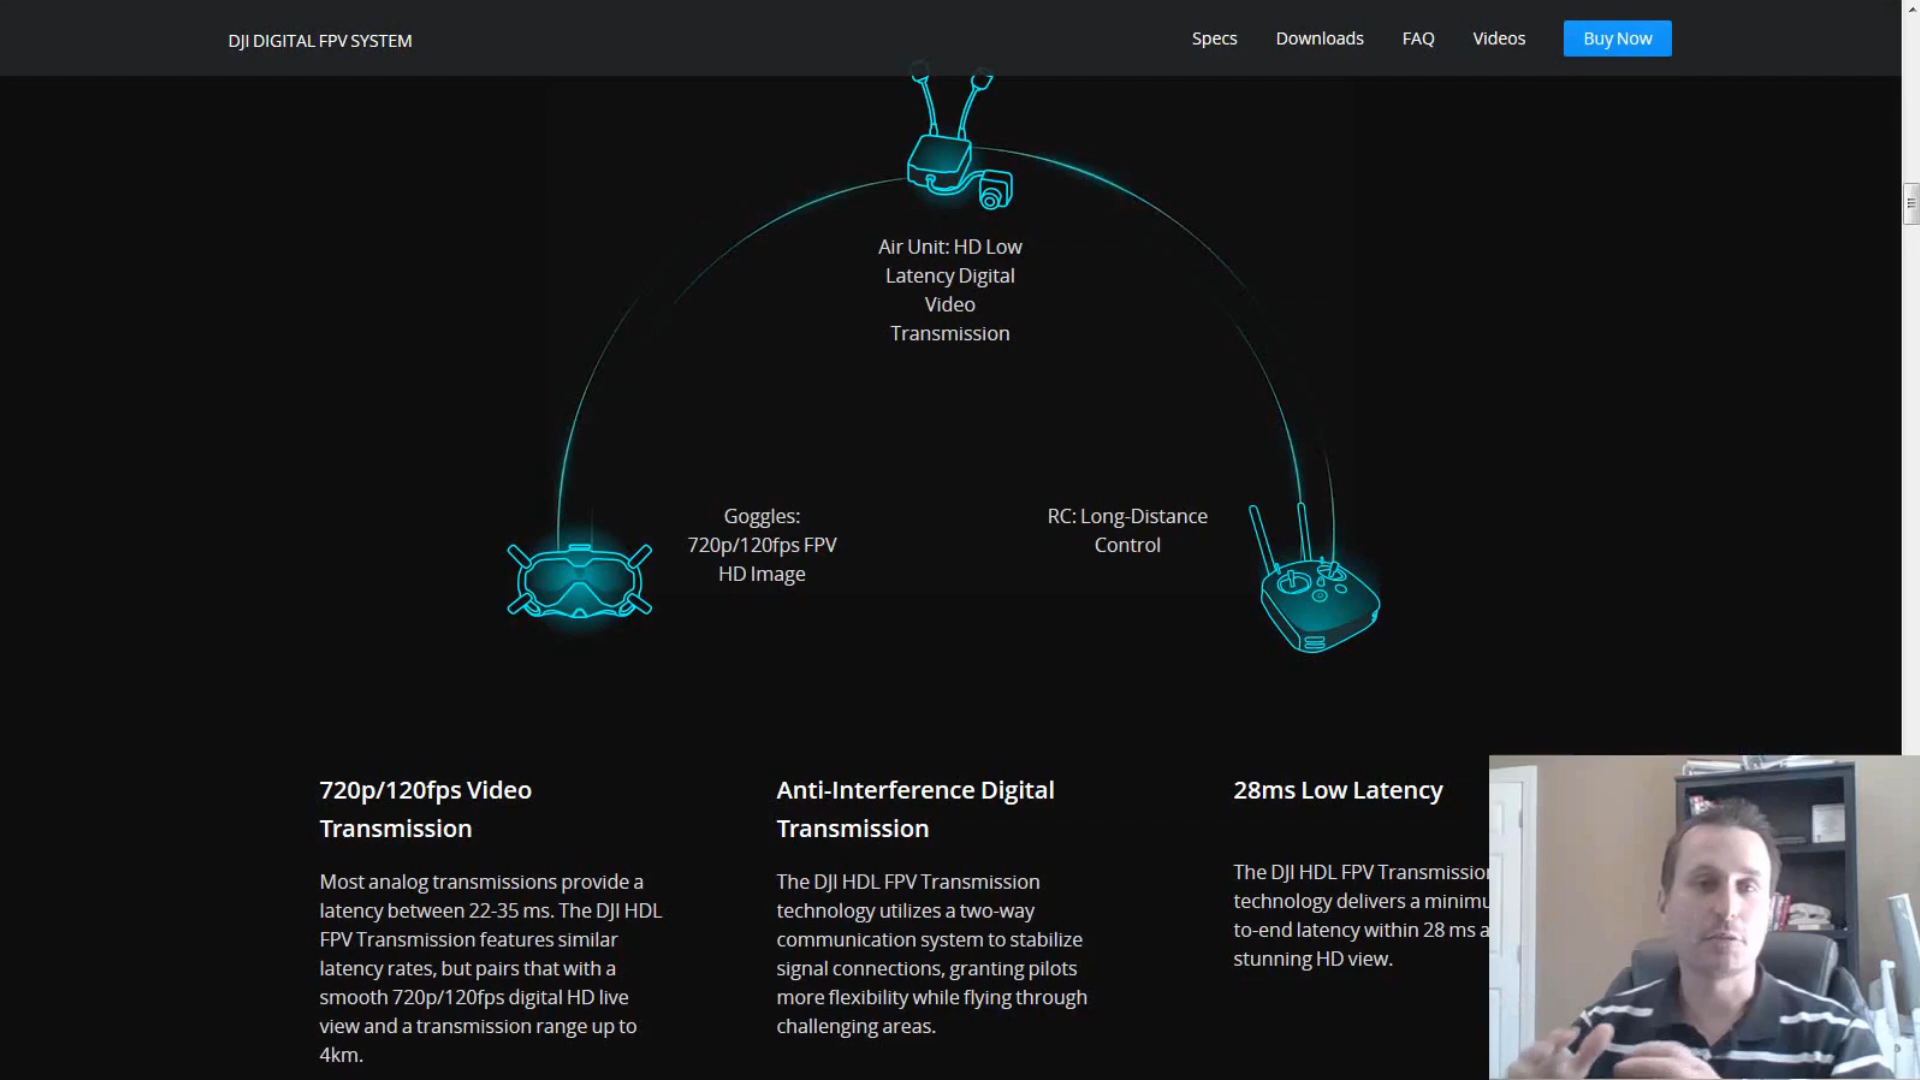 DJI DIGITAL FPV SYSTEM
Specs
Downloads
FAQ
Videos
Buy Now
Air Unit: HD Low
Latency Digital
Video
Transmission
Goggles:
720p/120fps FPV
HD Image
RC: Long-Distance
Control
720p/120fps Video
Transmission
Most analog transmissions provide a
latency between 22-35 ms. The DJI HDL
FPV Transmission features similar
latency rates, but pairs that with a
smooth 720p/120fps digital HD live
view and a transmission range up to
4km.
Anti-Interference Digital
Transmission
The DJI HDL FPV Transmission
technology utilizes a two-way
communication system to stabilize
signal connections, granting pilots
more flexibility while flying through
challenging areas.
28ms Low Latency
The DJI HDL FPV Transmission
technology delivers a minimu
to-end latency within 28 ms a
stunning HD view.